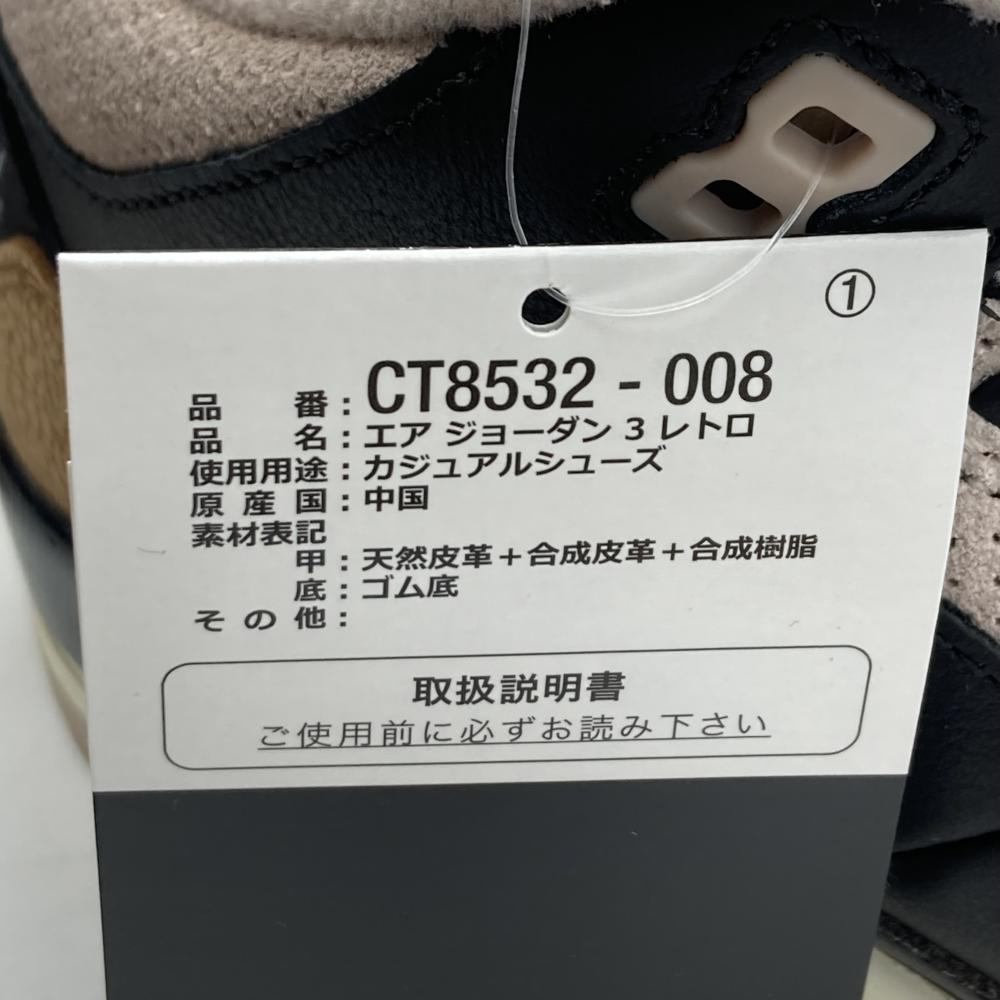 ①
品 番：CT8532 - 008
品 名：エア ジョーダン 3 レトロ
使用用途：カジュアルシューズ
原 産 国：中国
素材表記
甲：天然皮革＋合成皮革＋合成樹脂
底：ゴム底
そ の 他：
取扱説明書
ご使用前に必ずお読み下さい